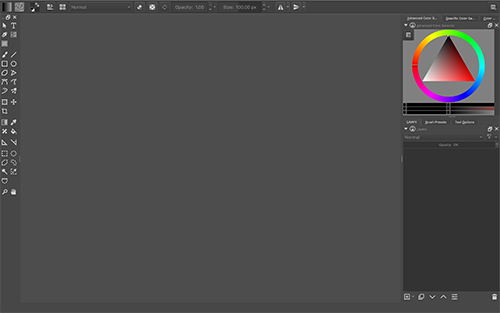 Normal
Opacity: 1.00
Size: 100.00 px
Advanced Color S...
Specific Color Se...
Color ...
Advanced Color Selector
Layers
Brush Presets
Tool Options
Layers
Normal
Opacity: 0%